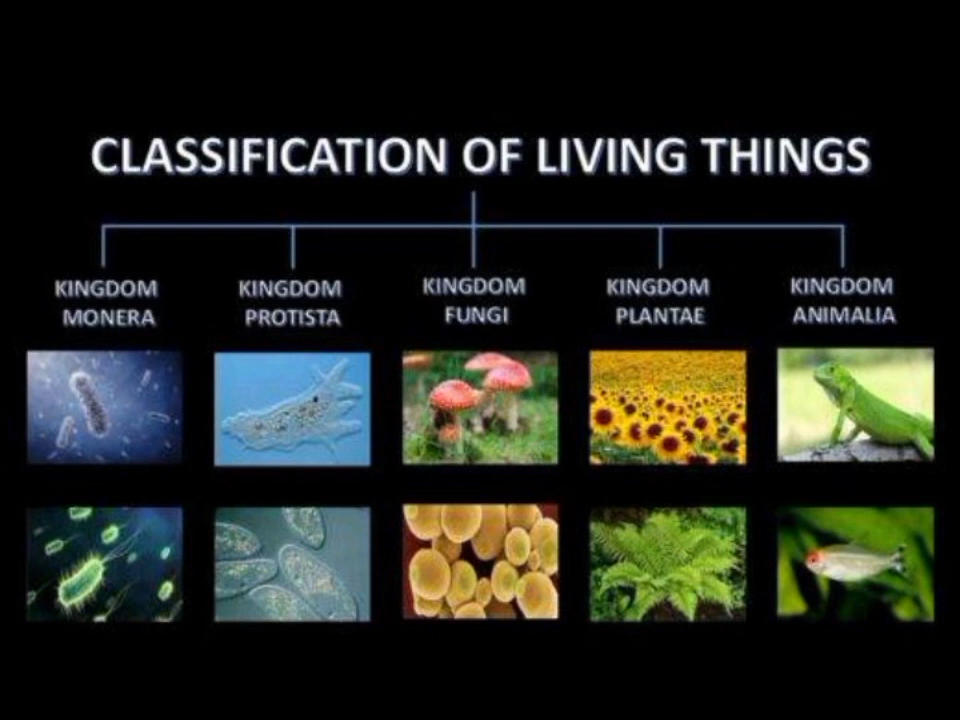 CLASSIFICATION OF LIVING THINGS
KINGDOM
MONERA
KINGDOM
PROTISTA
KINGDOM
FUNGI
KINGDOM
PLANTAE
KINGDOM
ANIMALIA